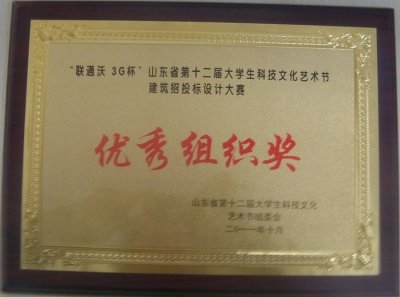 “联通沃 3G杯”山东省第十二届大学生科技文化艺术节
建筑招投标设计大赛
优秀组织奖
山东省第十二届大学生科技文化
艺术节组委会
二〇一一年十月